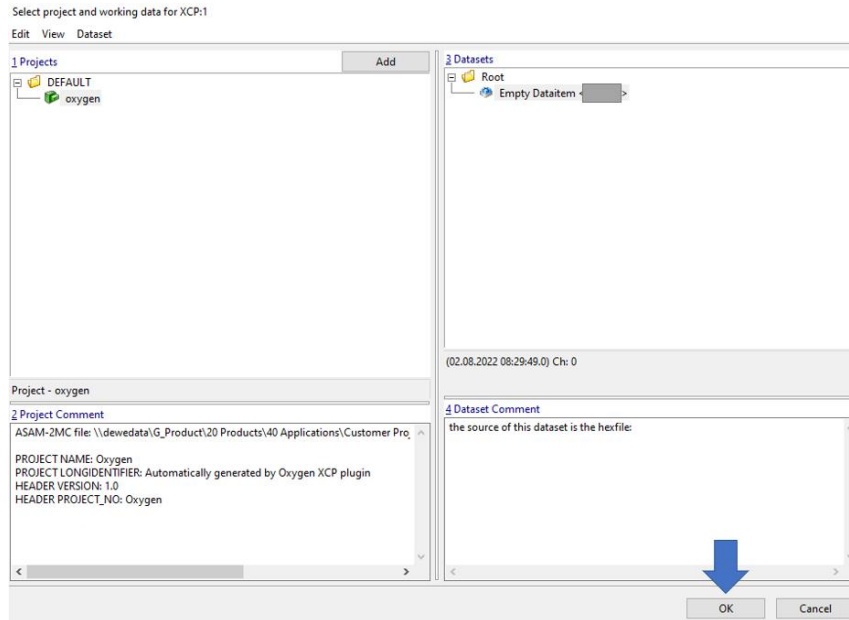 Select project and working data for XCP:1
Edit View Dataset
1 Projects
Add
DEFAULT
oxygen
Project - oxygen
2 Project Comment
ASAM-2MC file: \\dewedata\G_Product\20 Products\40 Applications\Customer Pro
PROJECT NAME: Oxygen
PROJECT LONGIDENTIFIER: Automatically generated by Oxygen XCP plugin
HEADER VERSION: 1.0
HEADER PROJECT_NO: Oxygen
3 Datasets
Root
Empty Dataitem < >
(02.08.2022 08:29:49.0) Ch: 0
4 Dataset Comment
the source of this dataset is the hexfile:
OK Cancel